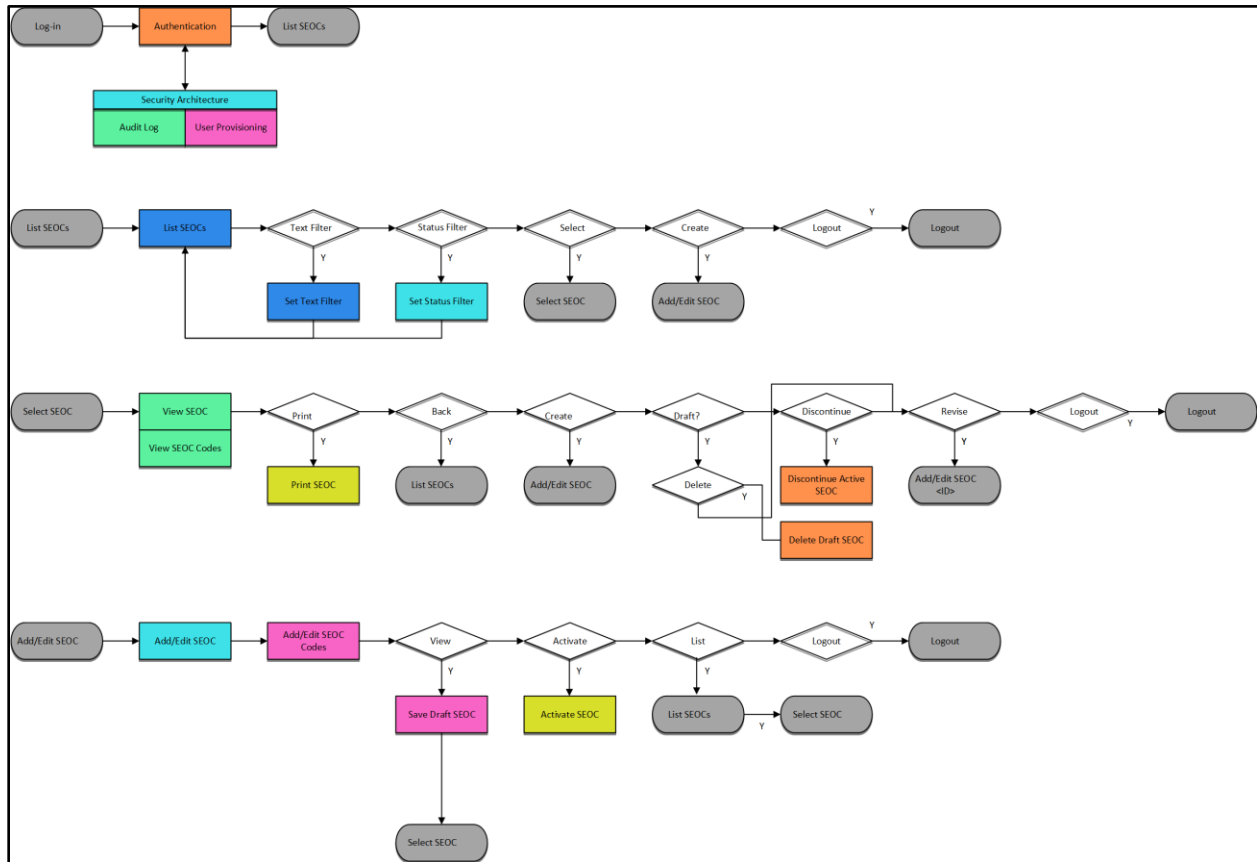 Log-in
Authentication
List SEOCs
Security Architecture
Audit Log
User Provisioning
List SEOCs
List SEOCs
Text Filter
Status Filter
Select
Create
Logout
Y
Logout
Y
Y
Y
Y
Set Text Filter
Set Status Filter
Select SEOC
Add/Edit SEOC
Select SEOC
View SEOC
View SEOC Codes
Print
Back
Create
Draft?
Discontinue
Revise
Logout
Y
Logout
Y
Y
Y
Y
Y
Y
Print SEOC
List SEOCs
Add/Edit SEOC
Delete
Y
Discontinue Active
SEOC
Add/Edit SEOC
<ID>
Delete Draft SEOC
Add/Edit SEOC
Add/Edit SEOC
Add/Edit SEOC
Codes
View
Activate
List
Logout
Y
Logout
Y
Y
Y
Save Draft SEOC
Activate SEOC
List SEOCs
Y
Select SEOC
Select SEOC